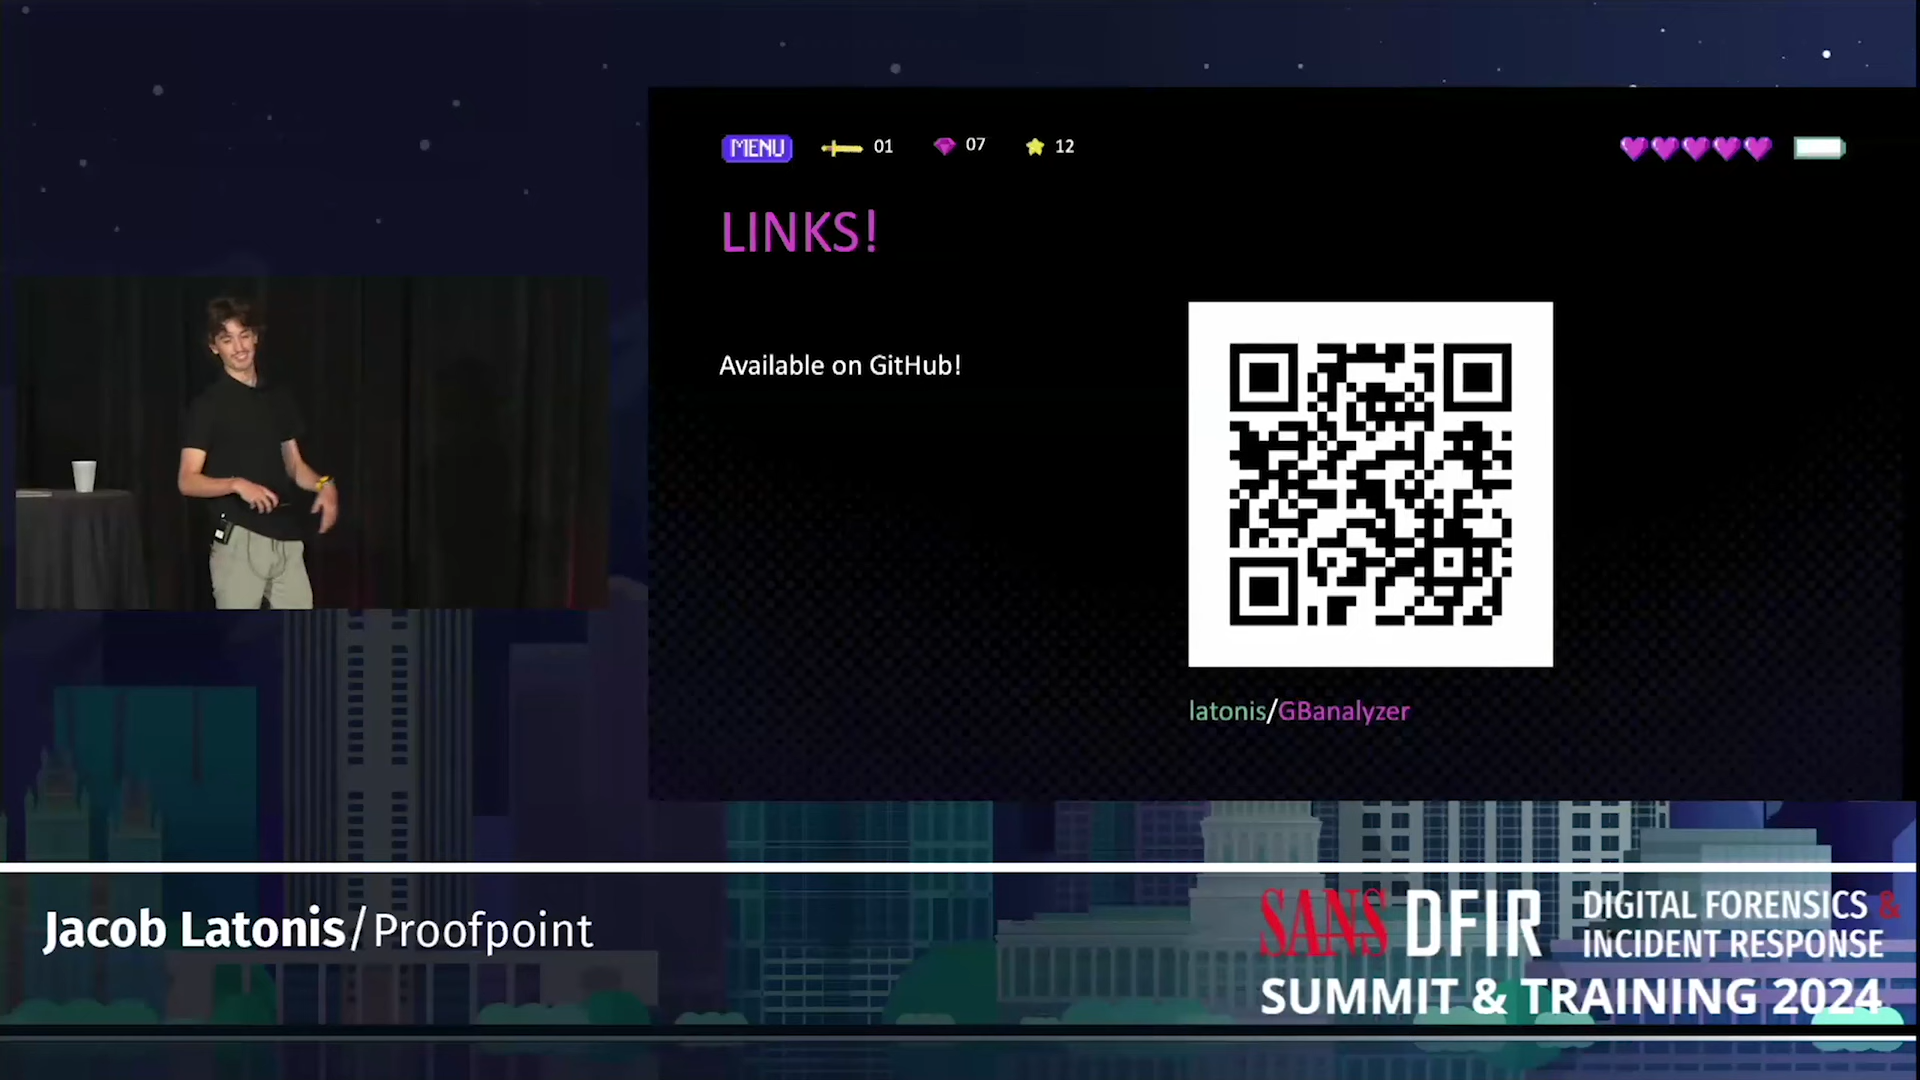 MENU 01 07 12
LINKS!
Available on GitHub!
latonis/GBanalyzer
Jacob Latonis/Proofpoint
SANS DFIR DIGITAL FORENSICS &
INCIDENT RESPONSE
SUMMIT & TRAINING 2024